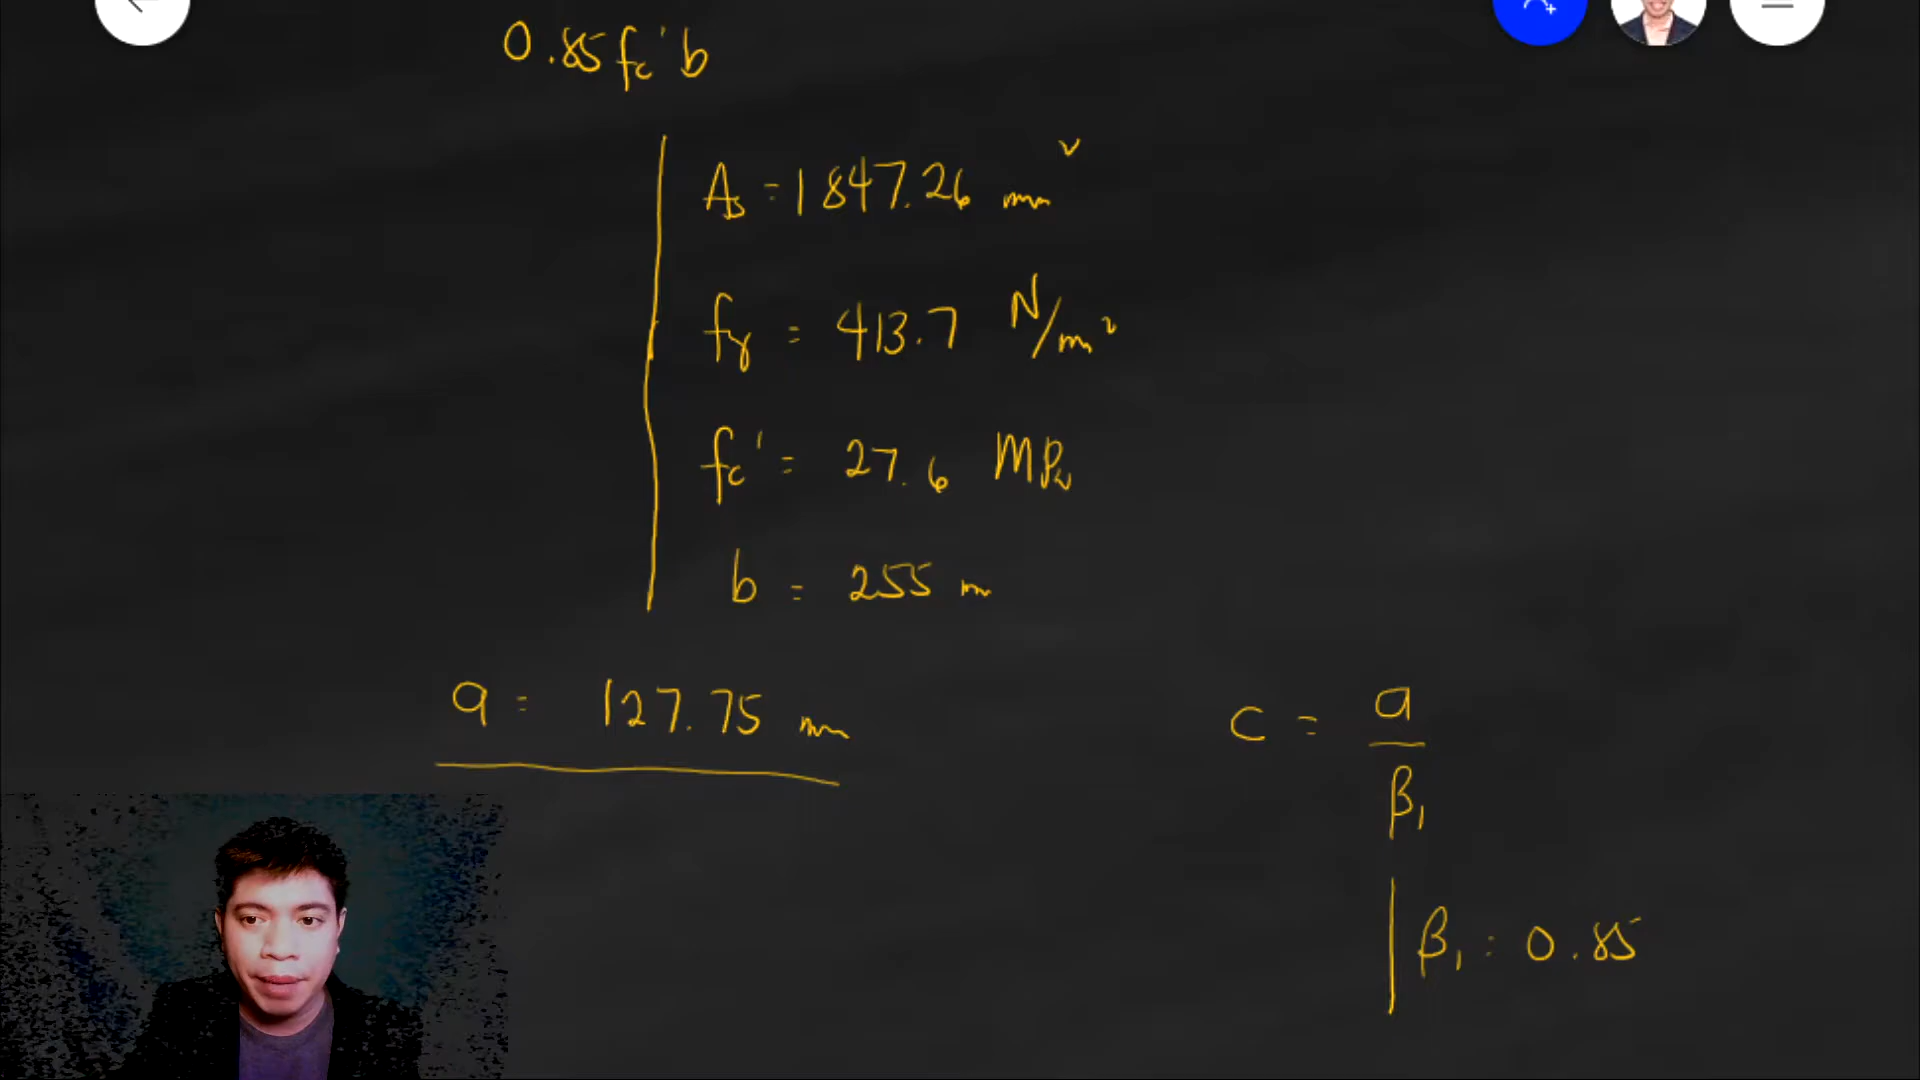 0.85fc'b
As = 1847.26 mm²
fy = 413.7 N/mm²
fc' = 27.6 MPa
b = 255 mm
a = 127.75 mm
c = a
β₁
β₁ = 0.85